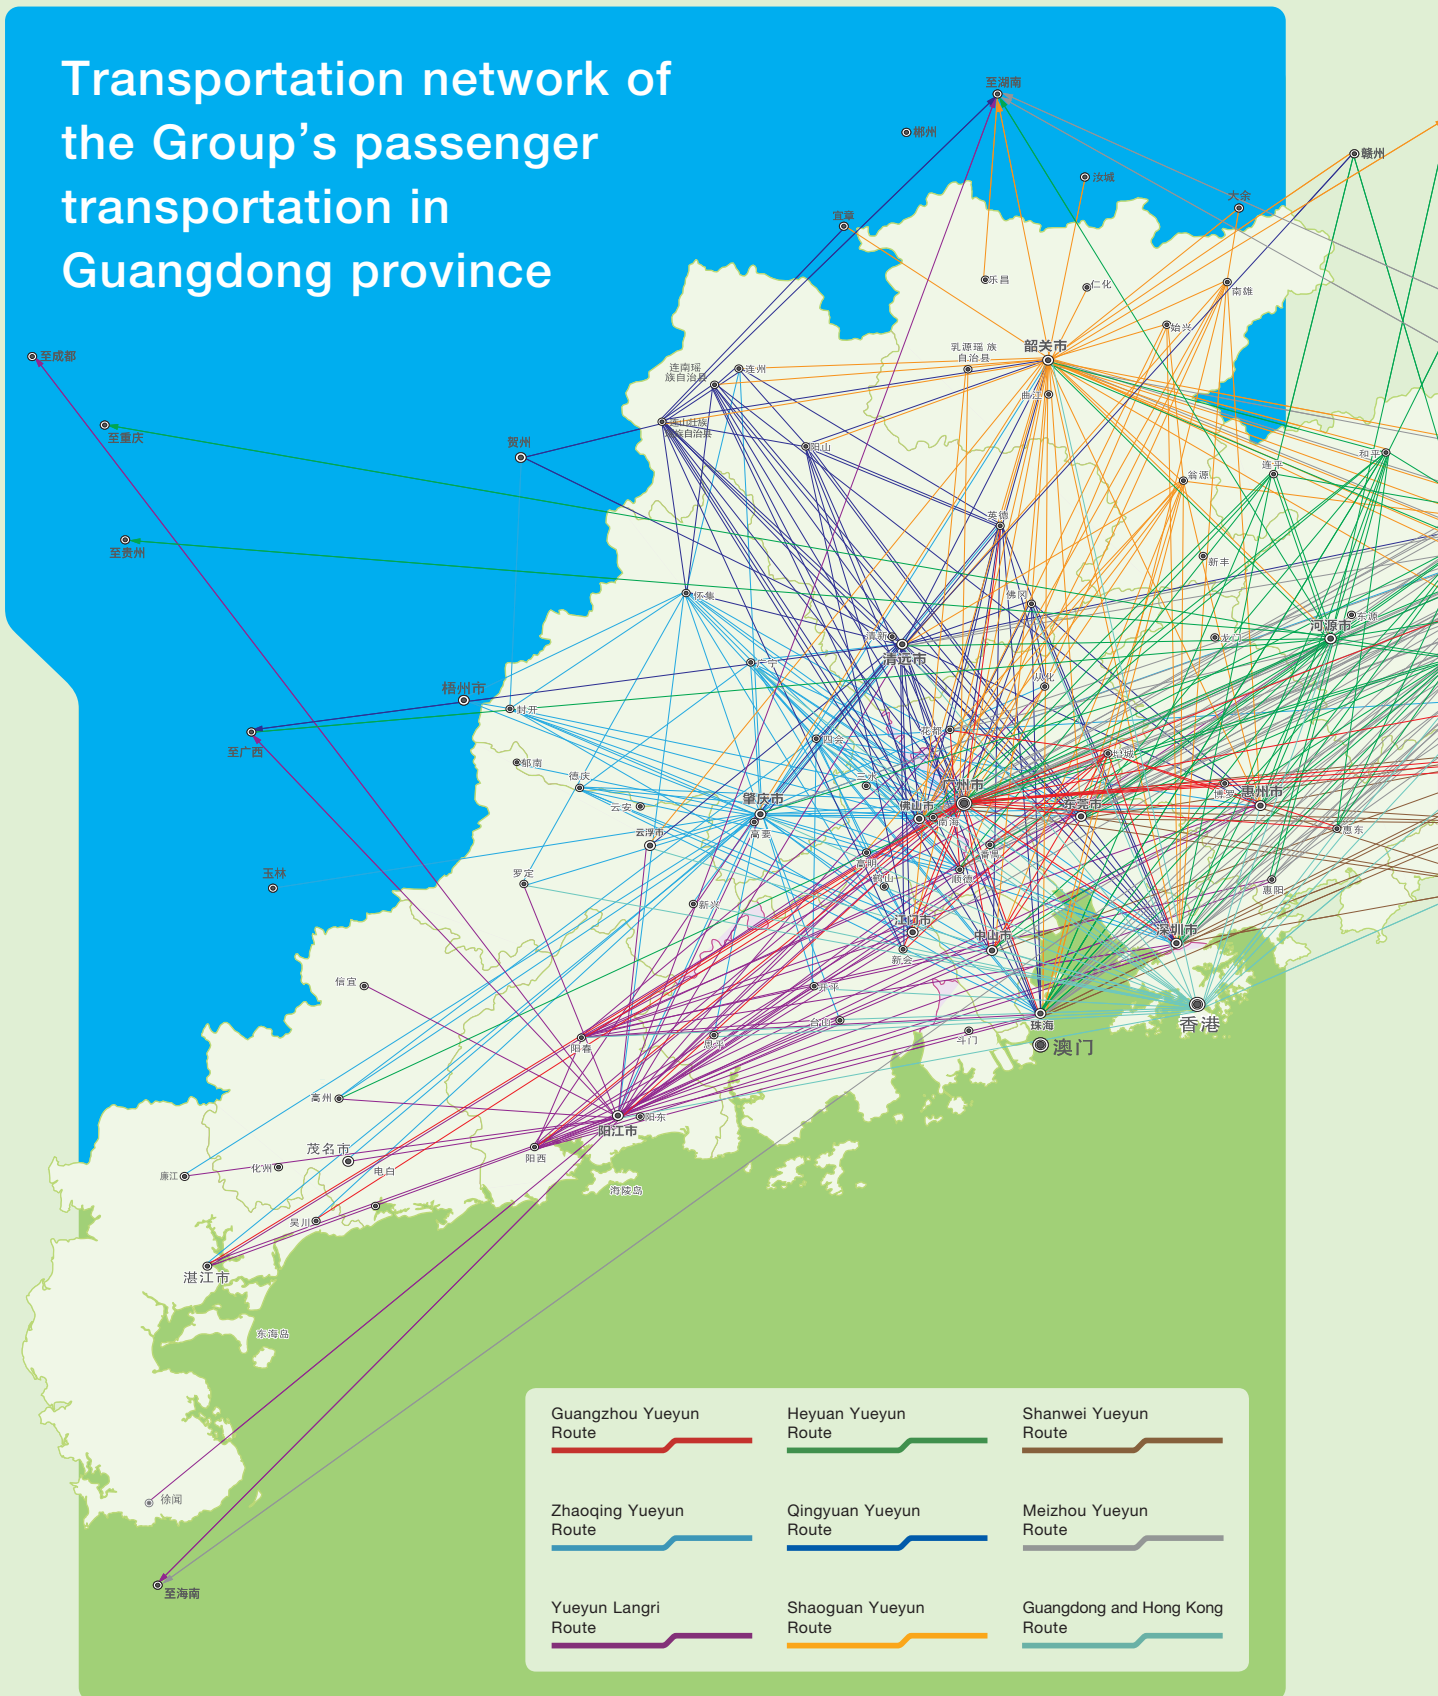 Transportation network of
the Group’s passenger
transportation in
Guangdong province
至湖南
郴州
赣州
汝城
大余
宜章
乐昌
仁化
南雄
始兴
至成都
韶关市
乳源瑶 族
自治县
连南瑶
族自治县
连州
曲江
至重庆
贺州
阳山
和平
连平
翁源
英德
至贵州
新丰
怀集
佛冈
东源
河源市
清新
清远市
龙门
广宁
从化
梧州市
封开
至广西
花都
四会
增城
郁南
德庆
三水
广州市
博罗
惠州市
云安
肇庆市
佛山市
南海
东莞市
高要
云浮市
惠东
番禺
高明
玉林
罗定
鹤山
顺德
惠阳
新兴
江门市
中山市
深圳市
新会
信宜
开平
香港
台山
珠海
斗门
恩平
阳春
澳门
高州
阳东
阳江市
茂名市
阳西
化州
电白
廉江
海陵岛
吴川
湛江市
东海岛
徐闻
至海南
Guangzhou Yueyun
Route
Heyuan Yueyun
Route
Shanwei Yueyun
Route
Zhaoqing Yueyun
Route
Qingyuan Yueyun
Route
Meizhou Yueyun
Route
Yueyun Langri
Route
Shaoguan Yueyun
Route
Guangdong and Hong Kong
Route